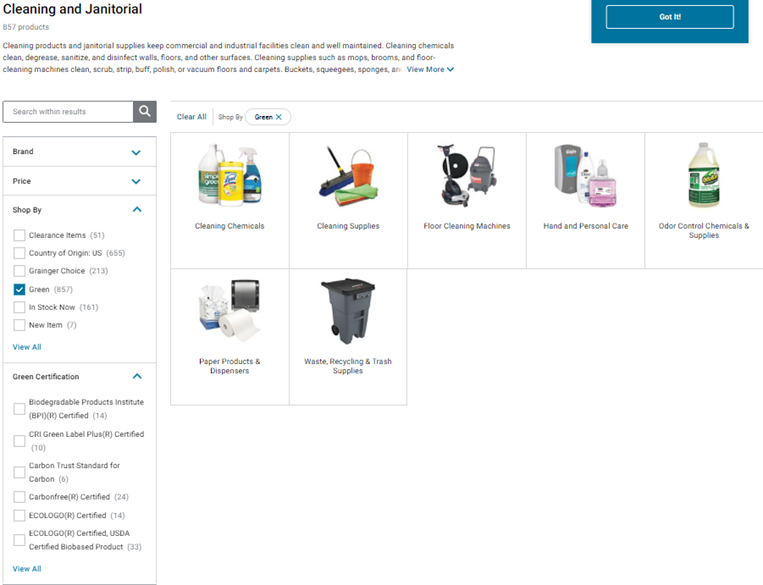 Cleaning and Janitorial
857 products
Got It!
Cleaning products and janitorial supplies keep commercial and industrial facilities clean and well maintained. Cleaning chemicals
clean, degrease, sanitize, and disinfect walls, floors, and other surfaces. Cleaning supplies such as mops, brooms, and floor-
cleaning machines clean, scrub, strip, buff, polish, or vacuum floors and carpets. Buckets, squeegees, sponges, an View More
Search within results
Clear All Shop By Green X
Brand
Price
Shop By
Clearance Items (51)
Country of Origin: US (655)
Grainger Choice (213)
Green (857)
In Stock Now (161)
New Item (7)
View All
Green Certification
Biodegradable Products Institute
(BPI)(R) Certified (14)
CRI Green Label Plus(R) Certified
(10)
Carbon Trust Standard for
Carbon (6)
Carbonfree(R) Certified (24)
ECOLOGO(R) Certified (14)
ECOLOGO(R) Certified, USDA
Certified Biobased Product (33)
View All
Cleaning Chemicals
Cleaning Supplies
Floor Cleaning Machines
Hand and Personal Care
Odor Control Chemicals &
Supplies
Paper Products &
Dispensers
Waste, Recycling & Trash
Supplies